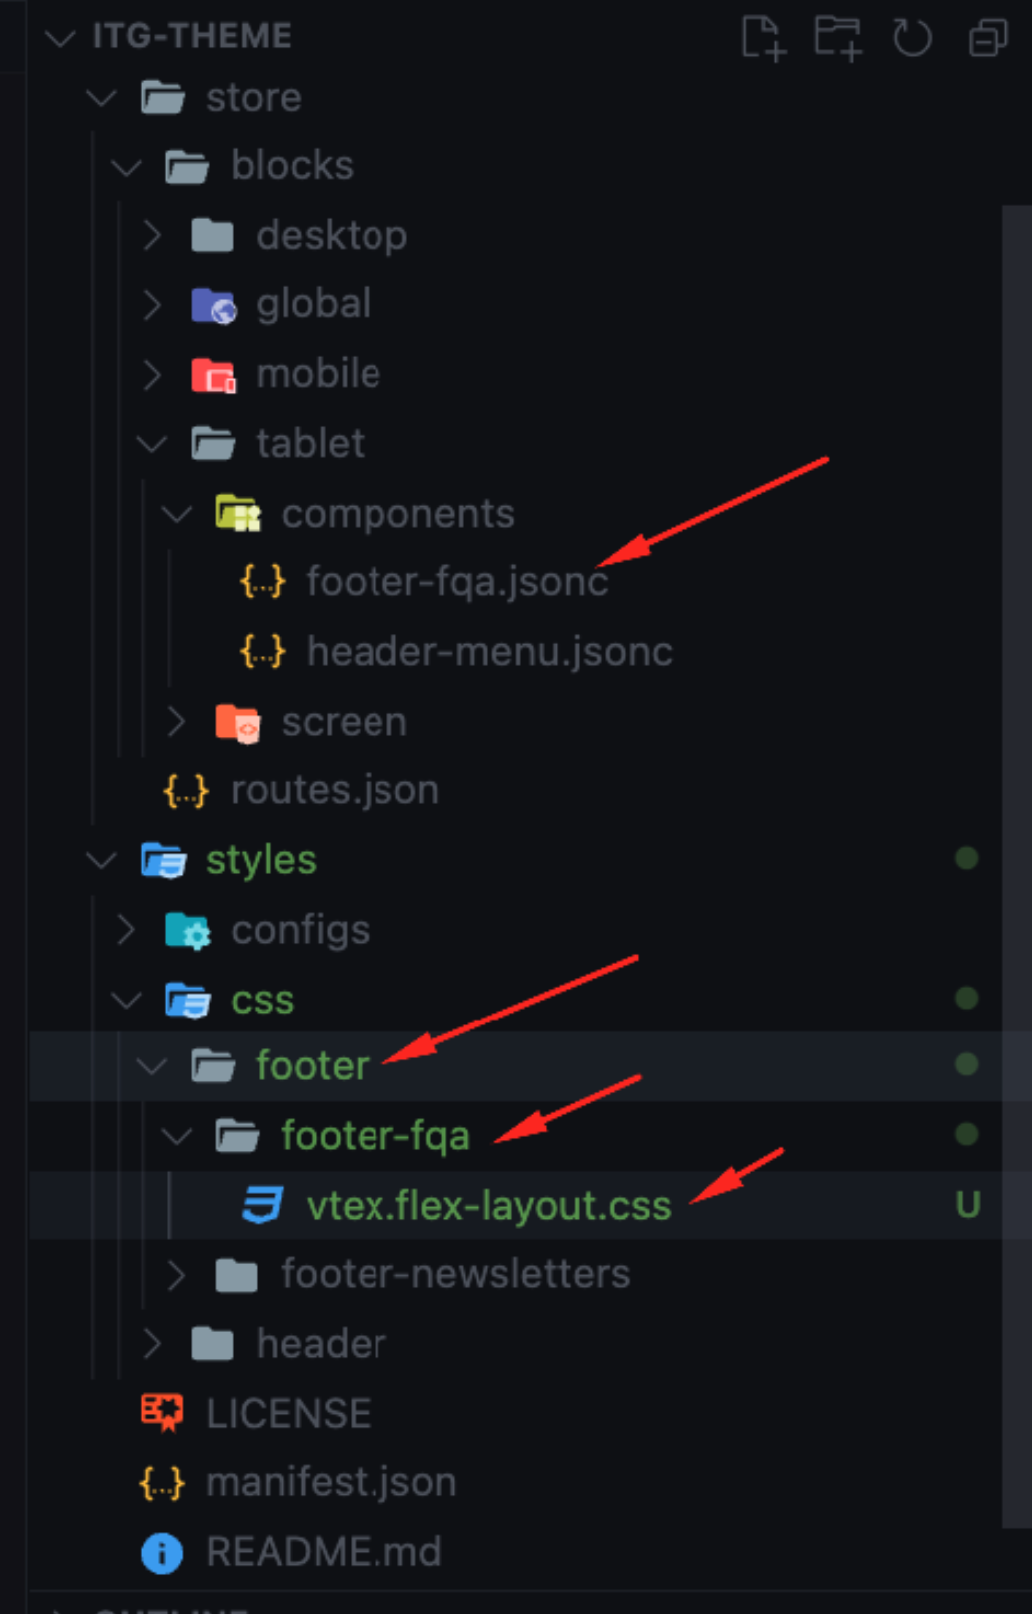 ITG-THEME
store
blocks
desktop
global
mobile
tablet
components
{..} footer-fqa.jsonc
{..} header-menu.jsonc
screen
{..} routes.json
styles
configs
css
footer
footer-fqa
vtex.flex-layout.css U
footer-newsletters
header
LICENSE
{..} manifest.json
README.md
OUTLINE